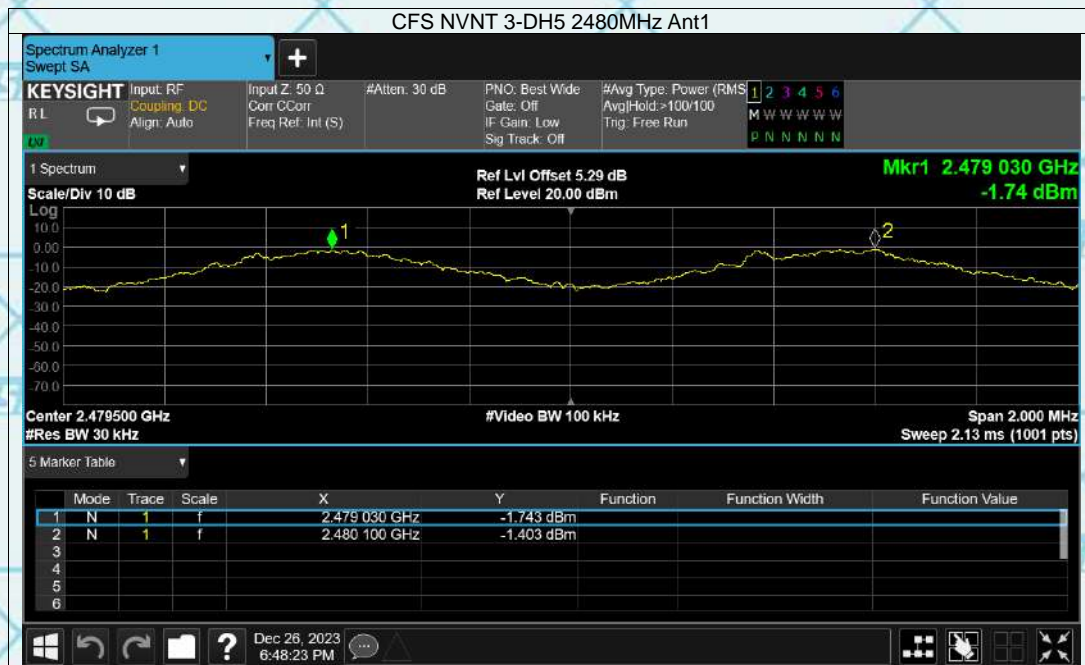 CFS NVNT 3-DH5 2480MHz Ant1
Spectrum Analyzer 1
Swept SA
+
KEYSIGHT Input: RF Input Z: 50 Ω #Atten: 30 dB PNO: Best Wide #Avg Type: Power (RMS 1 2 3 4 5 6
RL Coupling: DC Corr CCorr Gate: Off Avg|Hold:>100/100 M W W W W W
Align: Auto Freq Ref: Int (S) IF Gain: Low Trig: Free Run
LXI Sig Track: Off P N N N N N
1 Spectrum Ref Lvl Offset 5.29 dB Mkr1 2.479 030 GHz
Scale/Div 10 dB Ref Level 20.00 dBm -1.74 dBm
Log
10.0
0.00
-10.0
-20.0
-30.0
-40.0
-50.0
-60.0
-70.0
1
2
Center 2.479500 GHz #Video BW 100 kHz Span 2.000 MHz
#Res BW 30 kHz Sweep 2.13 ms (1001 pts)
5 Marker Table
Mode Trace Scale X Y Function Function Width Function Value
1 N 1 f 2.479 030 GHz -1.743 dBm
2 N 1 f 2.480 100 GHz -1.403 dBm
3
4
5
6
? Dec 26, 2023
6:48:23 PM